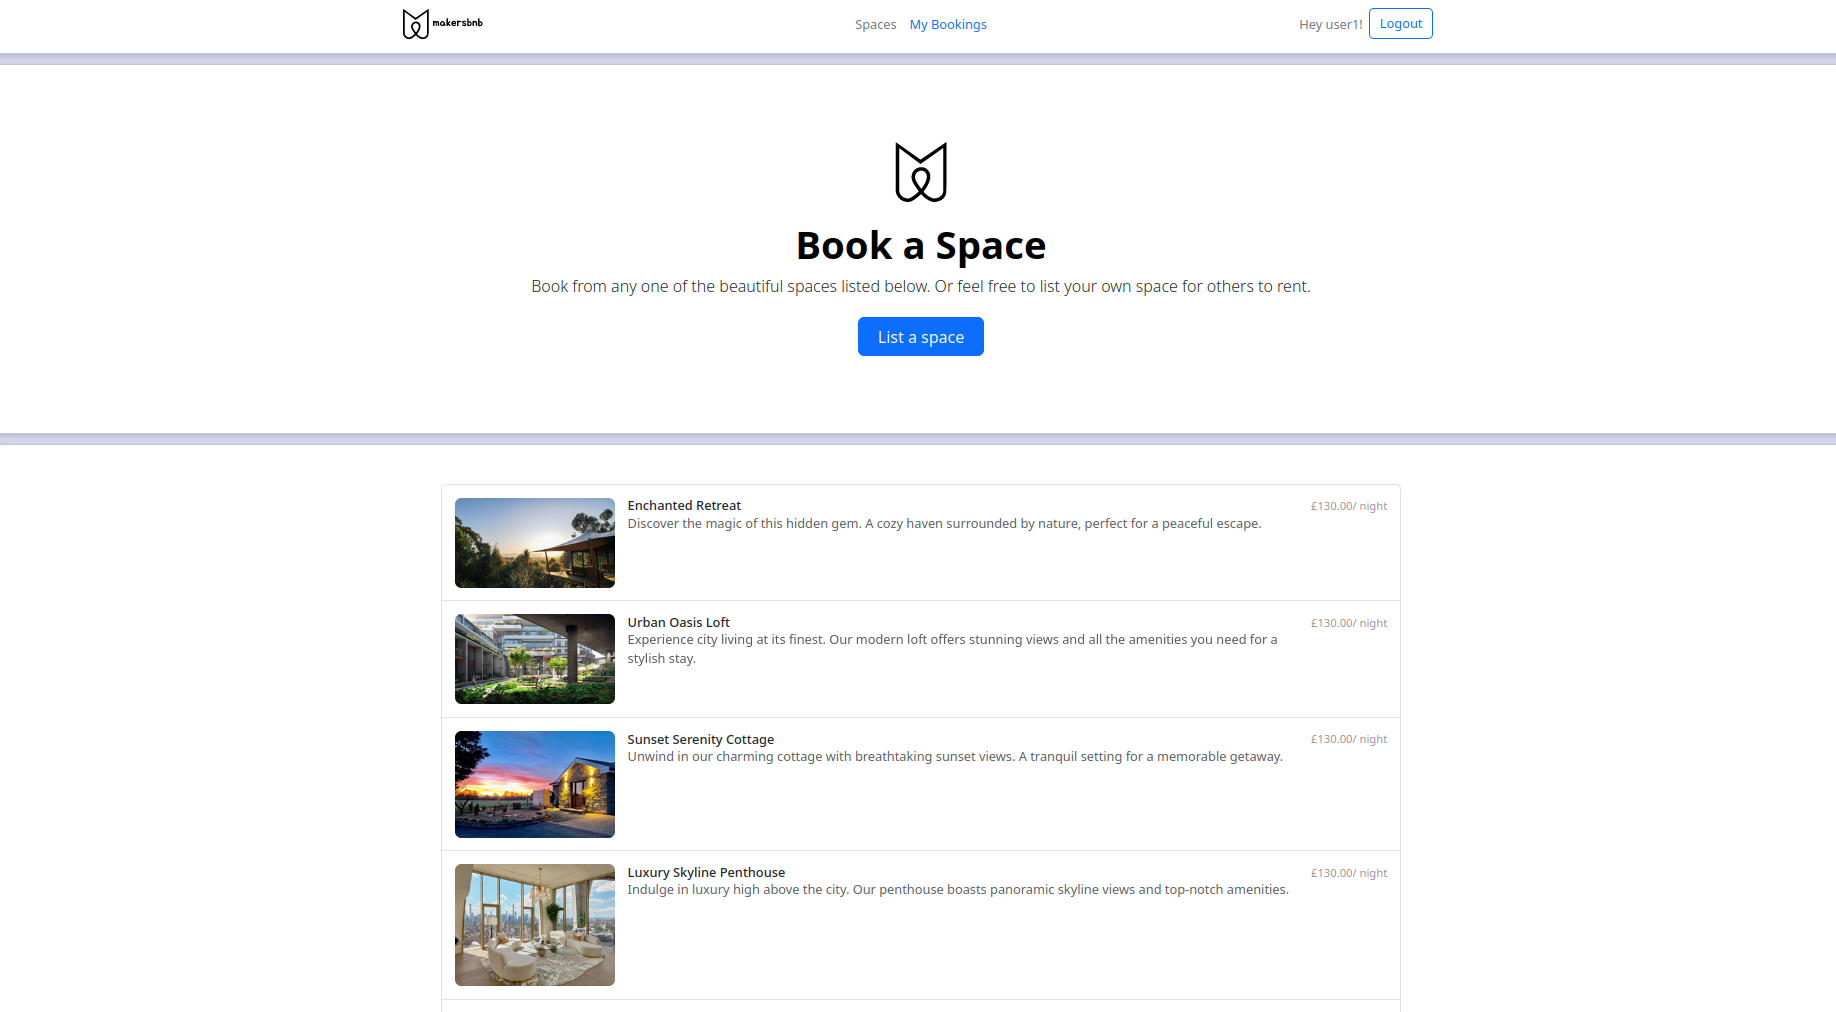 makersbnb
Spaces My Bookings
Hey user1! Logout
Book a Space
Book from any one of the beautiful spaces listed below. Or feel free to list your own space for others to rent.
List a space
Enchanted Retreat £130.00/ night
Discover the magic of this hidden gem. A cozy haven surrounded by nature, perfect for a peaceful escape.
Urban Oasis Loft £130.00/ night
Experience city living at its finest. Our modern loft offers stunning views and all the amenities you need for a
stylish stay.
Sunset Serenity Cottage £130.00/ night
Unwind in our charming cottage with breathtaking sunset views. A tranquil setting for a memorable getaway.
Luxury Skyline Penthouse £130.00/ night
Indulge in luxury high above the city. Our penthouse boasts panoramic skyline views and top-notch amenities.